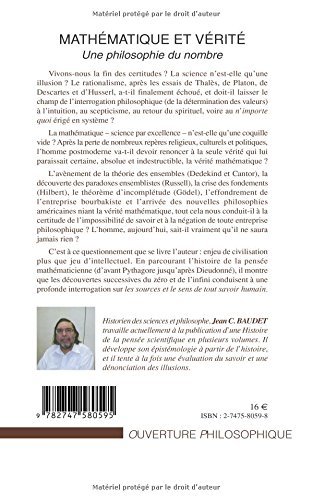 Matériel protégé par le droit d'auteur
MATHÉMATIQUE ET VÉRITÉ
Une philosophie du nombre
Vivons-nous la fin des certitudes ? La science n'est-elle qu'une
illusion ? Le rationalisme, après les essais de Thalès, de Platon, de
Descartes et d'Husserl, a-t-il finalement échoué, et doit-il laisser le
champ de l'interrogation philosophique (de la détermination des valeurs)
à l'intuition, au scepticisme, au retour du spirituel, voire au n'importe
quoi érigé en système ?
La mathématique – science par excellence – n'est-elle qu'une coquille
vide ? Après la perte de nombreux repères religieux, culturels et politiques,
l'homme postmoderne va-t-il devoir renoncer à la seule vérité qui lui
paraissait certaine, absolue et indestructible, la vérité mathématique ?
L'avènement de la théorie des ensembles (Dedekind et Cantor), la
découverte des paradoxes ensemblistes (Russell), la crise des fondements
(Hilbert), le théorème d'incomplétude (Gödel), l'effondrement de
l'entreprise bourbakiste et l'arrivée des nouvelles philosophies
américaines niant la vérité mathématique, tout cela nous conduit-il à la
certitude de l'impossibilité de savoir et à la négation de toute entreprise
philosophique ? L'homme, aujourd'hui, sait-il vraiment qu'il ne saura
jamais rien ?
C'est à ce questionnement que se livre l'auteur : enjeu de civilisation
plus que jeu d'intellectuel. En parcourant l'histoire de la pensée
mathématicienne (d'avant Pythagore jusqu'après Dieudonné), il montre
que les découvertes successives du zéro et de l'infini conduisent à une
profonde interrogation sur les sources et le sens de tout savoir humain.
Historien des sciences et philosophe, Jean C. BAUDET
travaille actuellement à la publication d'une Histoire
de la pensée scientifique en plusieurs volumes. Il
développe son épistémologie à partir de l'histoire,
et il tente à la fois une évaluation du savoir et une
dénonciation des illusions.
9 782747 580595
16 €
ISBN : 2-7475-8059-8
OUVERTURE PHILOSOPHIQUE
Matériel protégé par le droit d'auteur